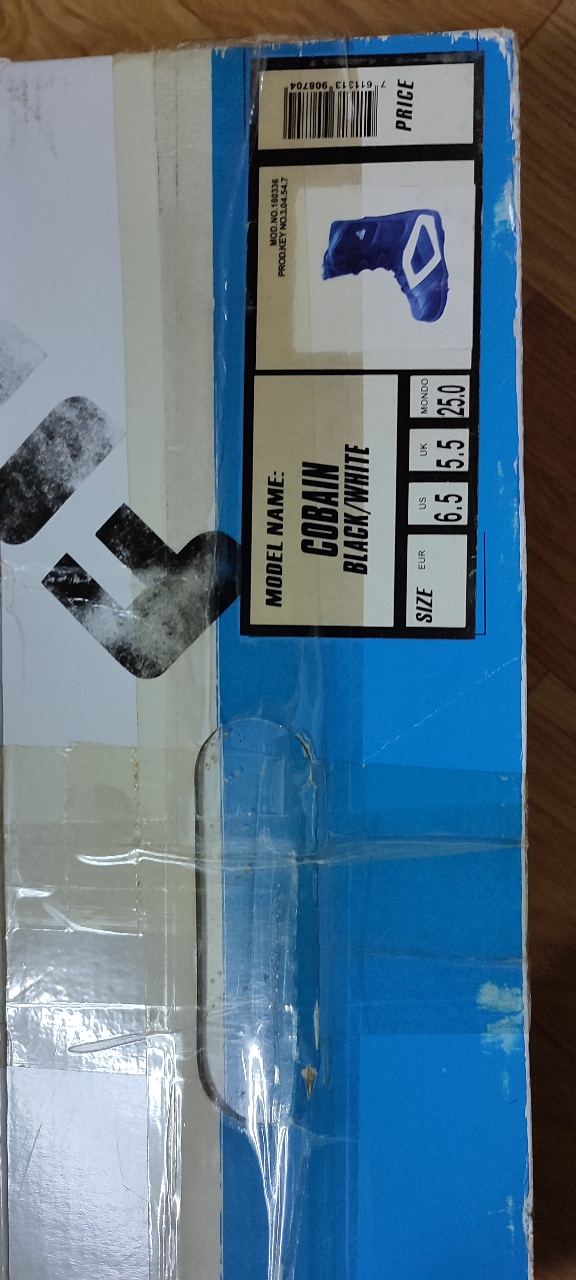 MODEL NAME:
COBAIN
BLACK/WHITE
SIZE
EUR
US
6.5
UK
5.5
MONDO
25.0
MOD.NO.180336
PROD.KEY NO.3.04.54.7
PRICE
7 611313 908704